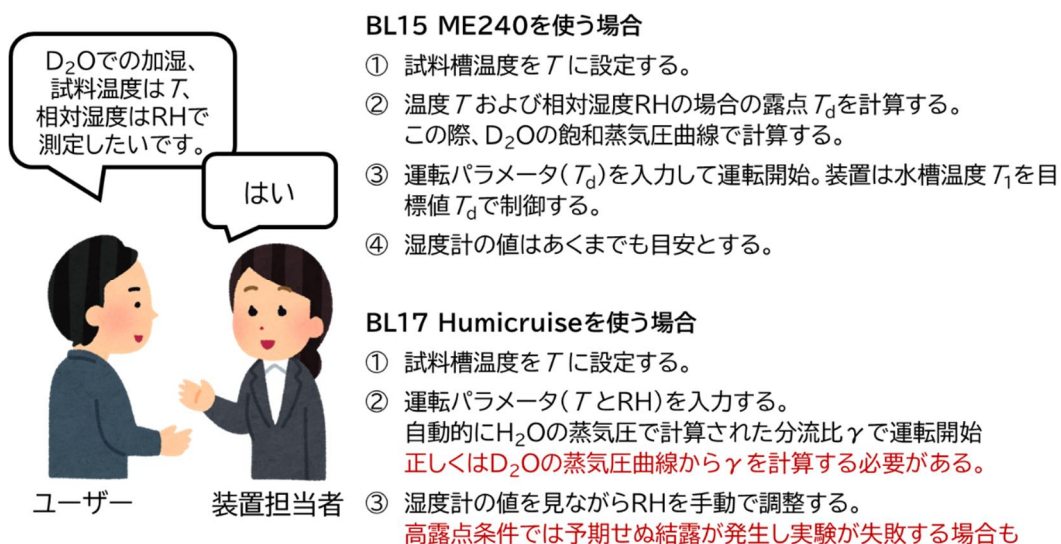 D₂Oでの加湿、
試料温度はT、
相対湿度はRHで
測定したいです。
はい
ユーザー
装置担当者
BL15 ME240を使う場合
① 試料槽温度をTに設定する。
② 温度Tおよび相対湿度RHの場合の露点Tdを計算する。
この際、D₂Oの飽和蒸気圧曲線で計算する。
③ 運転パラメータ(Td)を入力して運転開始。装置は水槽温度T₁を目
標値Tdで制御する。
④ 湿度計の値はあくまでも目安とする。
BL17 Humicruiseを使う場合
① 試料槽温度をTに設定する。
② 運転パラメータ(TとRH)を入力する。
自動的にH₂Oの蒸気圧で計算された分流比γで運転開始
正しくはD₂Oの蒸気圧曲線からγを計算する必要がある。
③ 湿度計の値を見ながらRHを手動で調整する。
高露点条件では予期せぬ結露が発生し実験が失敗する場合も